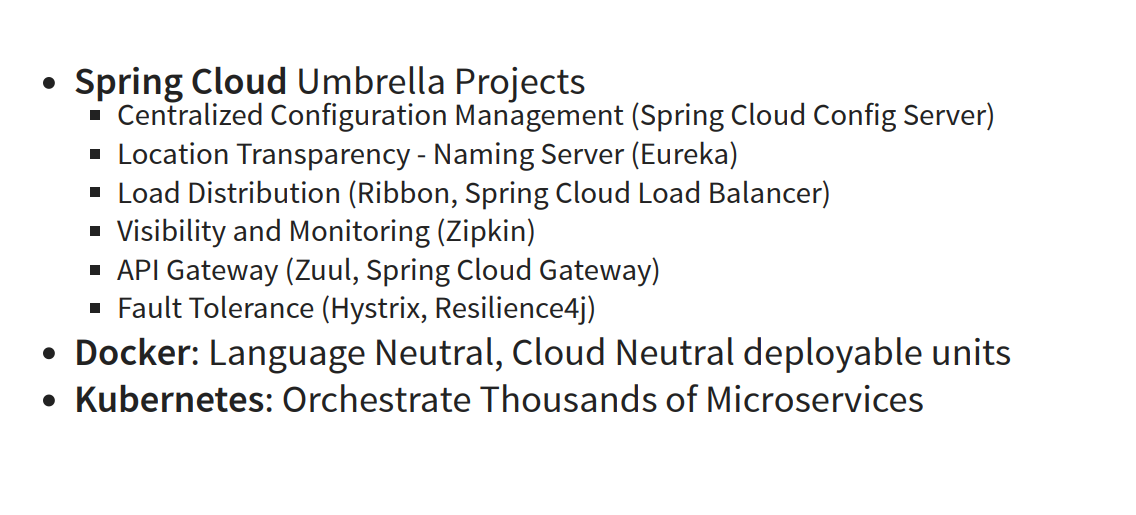 Spring Cloud Umbrella Projects
Centralized Configuration Management (Spring Cloud Config Server)
Location Transparency - Naming Server (Eureka)
Load Distribution (Ribbon, Spring Cloud Load Balancer)
Visibility and Monitoring (Zipkin)
API Gateway (Zuul, Spring Cloud Gateway)
Fault Tolerance (Hystrix, Resilience4j)
Docker: Language Neutral, Cloud Neutral deployable units
Kubernetes: Orchestrate Thousands of Microservices